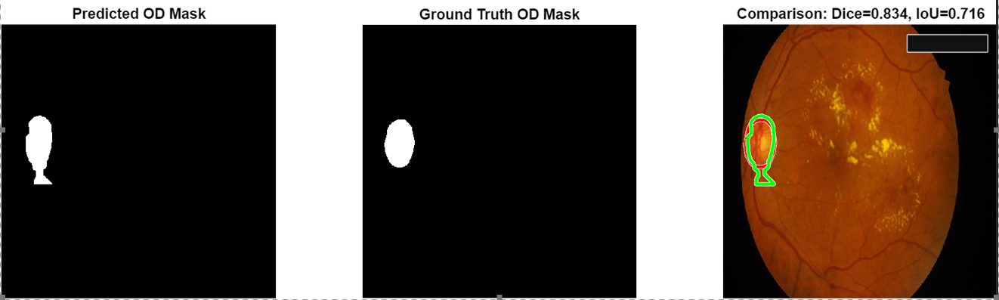 Predicted OD Mask
Ground Truth OD Mask
Comparison: Dice=0.834, IoU=0.716